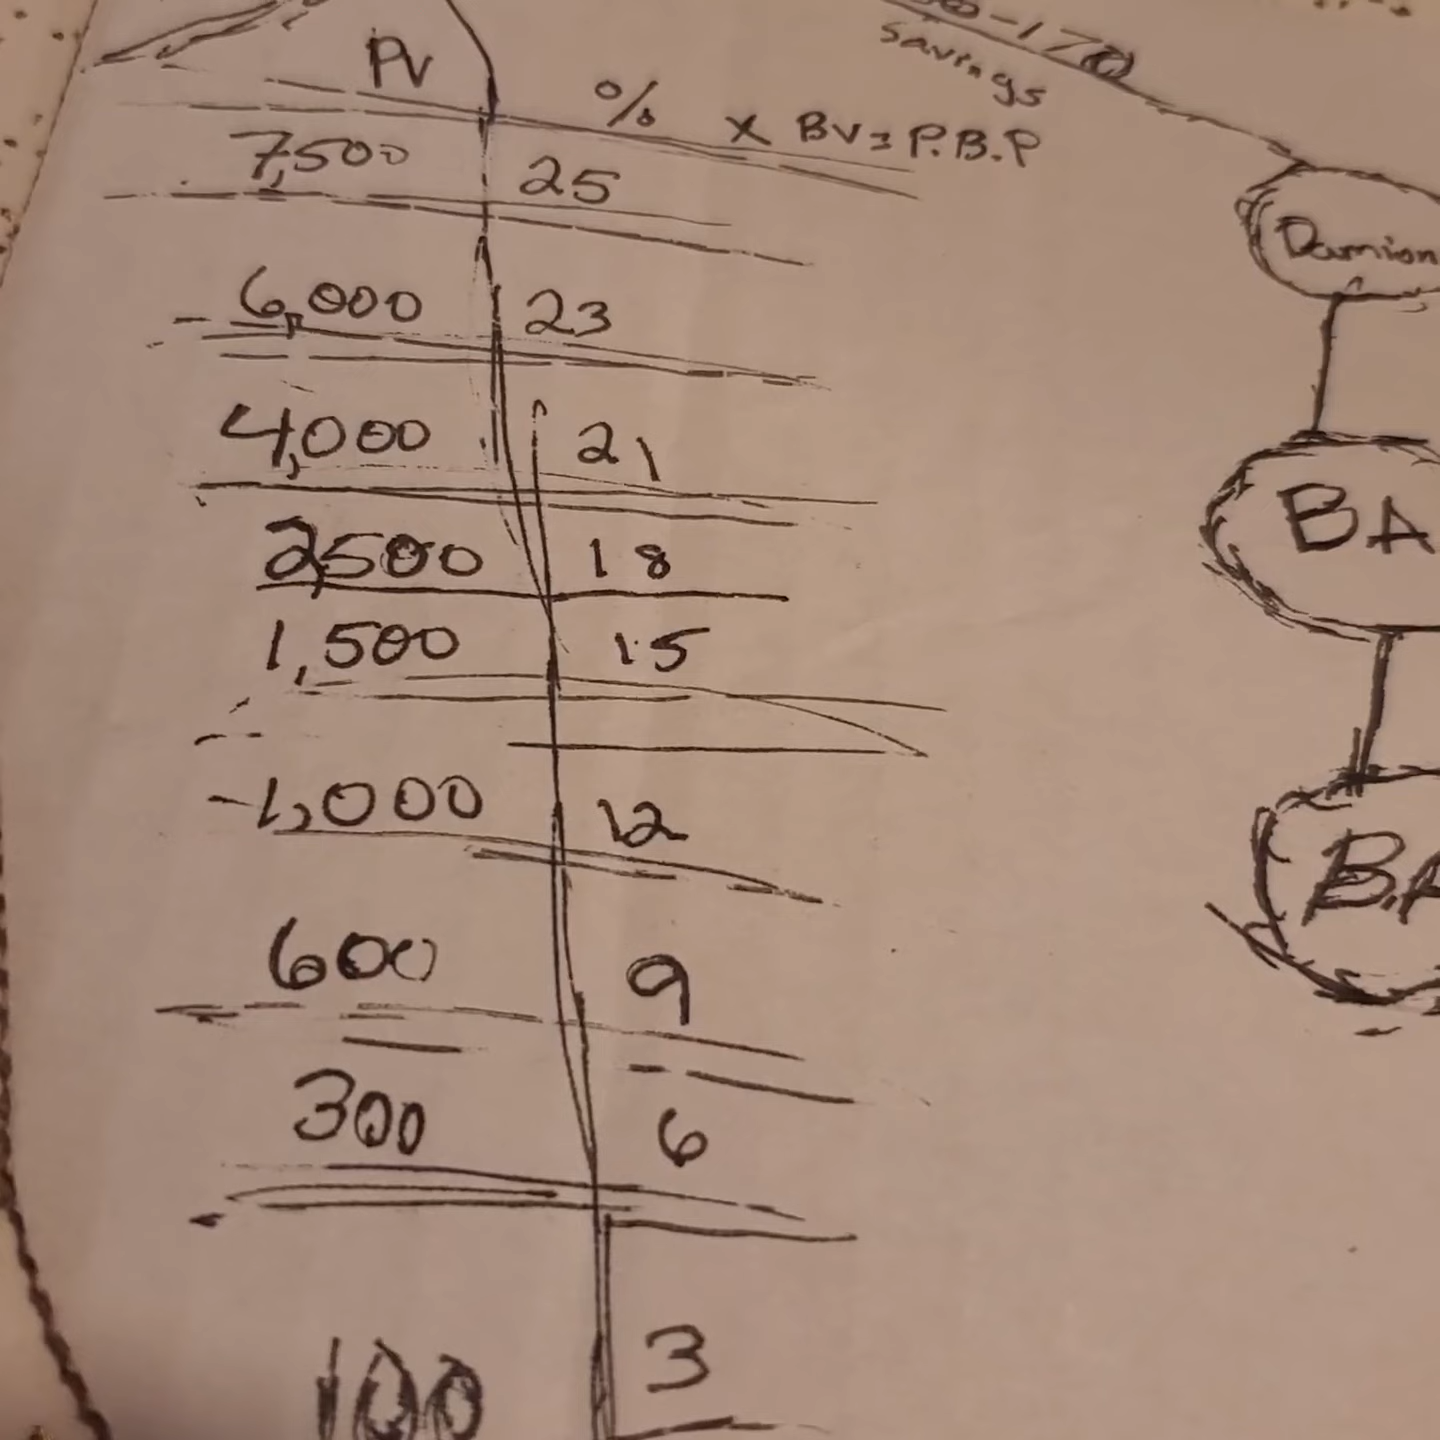 -170
Savings
PV % x BV = P.B.P
7,500 25
Damion
6,000 23
4,000 21
BA
2,500 18
1,500 15
1,000 12
B.A
600 9
300 6
100 3